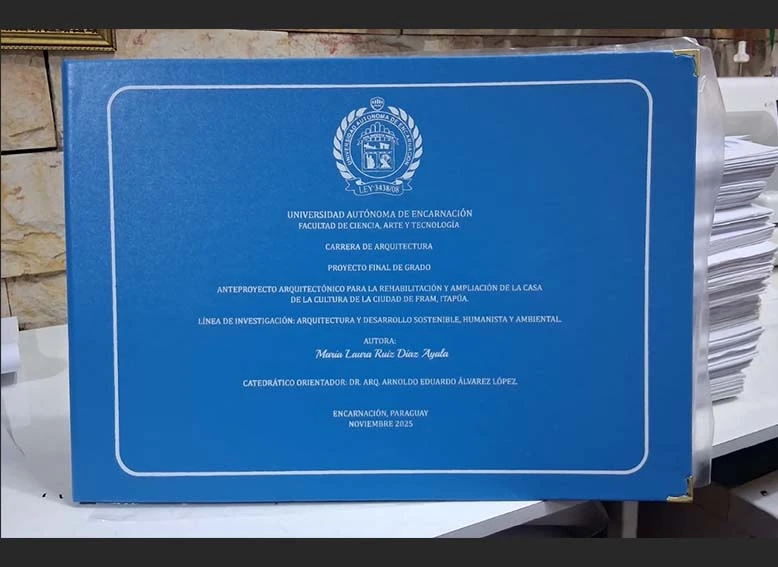 UNIVERSIDAD AUTÓNOMA DE ENCARNACIÓN
LEY 3438/08
UNIVERSIDAD AUTÓNOMA DE ENCARNACIÓN
FACULTAD DE CIENCIA, ARTE Y TECNOLOGÍA
CARRERA DE ARQUITECTURA
PROYECTO FINAL DE GRADO
ANTEPROYECTO ARQUITECTÓNICO PARA LA REHABILITACIÓN Y AMPLIACIÓN DE LA CASA
DE LA CULTURA DE LA CIUDAD DE FRAM, ITAPÚA.
LÍNEA DE INVESTIGACIÓN: ARQUITECTURA Y DESARROLLO SOSTENIBLE, HUMANISTA Y AMBIENTAL.
AUTORA:
María Laura Ruiz Díaz Ayala
CATEDRÁTICO ORIENTADOR: DR. ARQ. ARNOLDO EDUARDO ÁLVAREZ LÓPEZ.
ENCARNACIÓN, PARAGUAY
NOVIEMBRE 2025